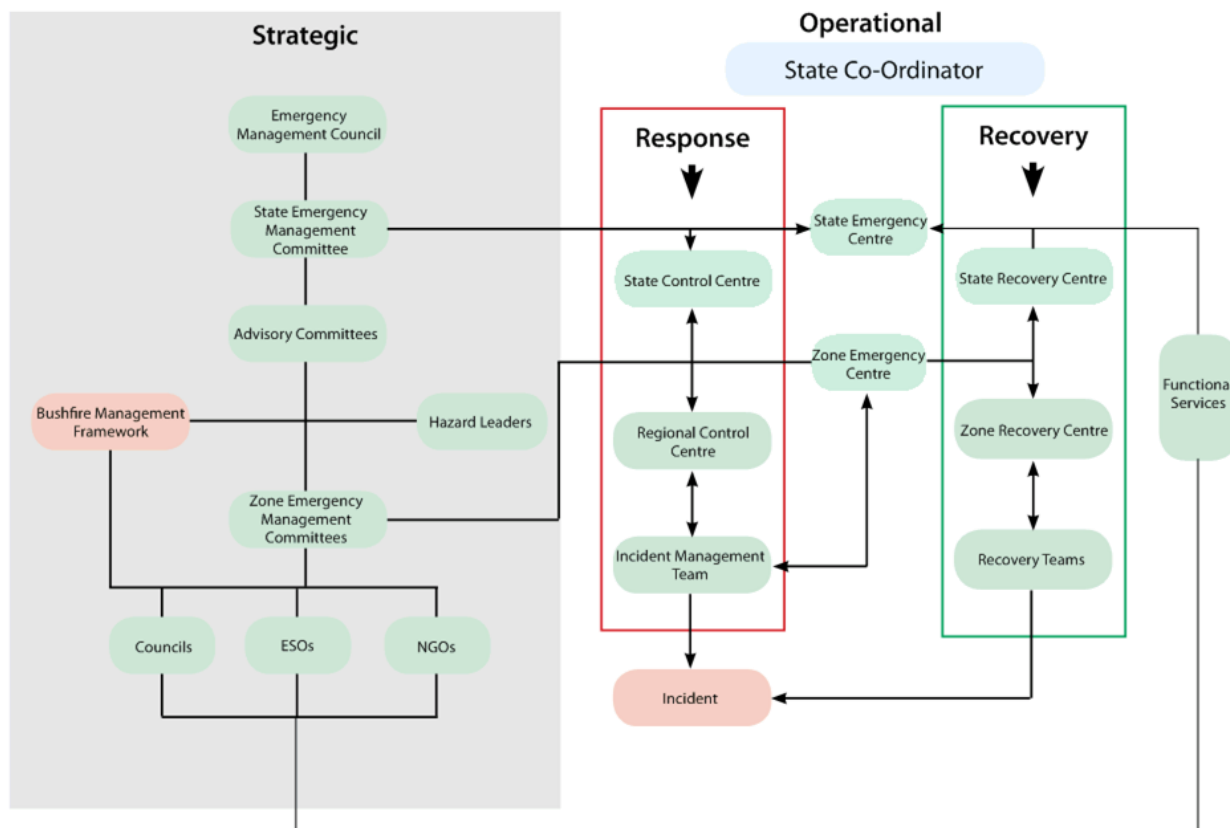 Strategic
Emergency
Management Council
State Emergency
Management
Committee
Advisory Committees
Bushfire Management
Framework
Hazard Leaders
Zone Emergency
Management
Committees
Councils
ESOs
NGOs
Operational
State Co-Ordinator
Response
State Control Centre
Regional Control
Centre
Incident Management
Team
Incident
State Emergency
Centre
Zone Emergency
Centre
Recovery
State Recovery Centre
Zone Recovery Centre
Recovery Teams
Functional
Services